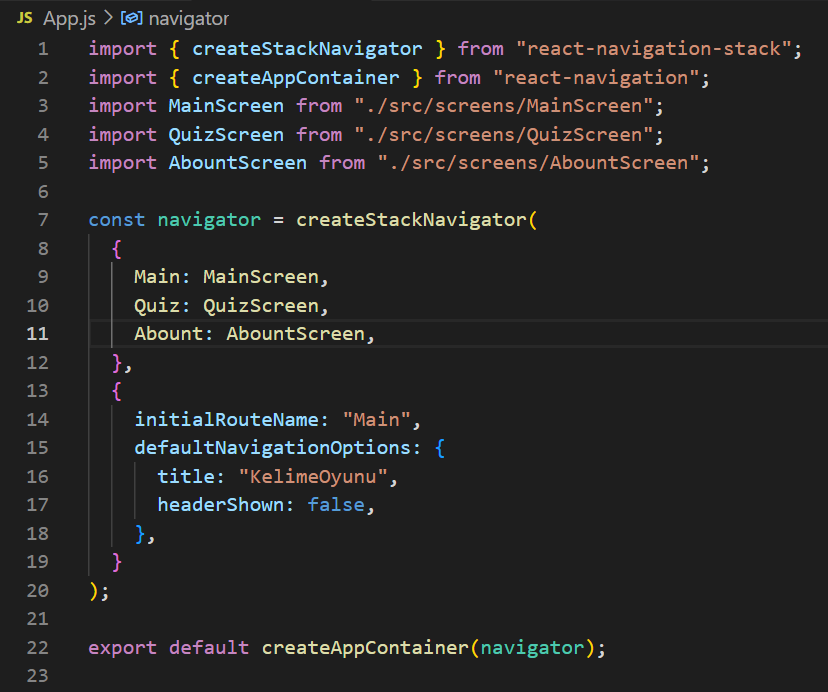 JS App.js > navigator
1 import { createStackNavigator } from "react-navigation-stack";
2 import { createAppContainer } from "react-navigation";
3 import MainScreen from "./src/screens/MainScreen";
4 import QuizScreen from "./src/screens/QuizScreen";
5 import AbountScreen from "./src/screens/AbountScreen";
6
7 const navigator = createStackNavigator(
8 {
9 Main: MainScreen,
10 Quiz: QuizScreen,
11 Abount: AbountScreen,
12 },
13 {
14 initialRouteName: "Main",
15 defaultNavigationOptions: {
16 title: "KelimeOyunu",
17 headerShown: false,
18 },
19 }
20 );
21
22 export default createAppContainer(navigator);
23